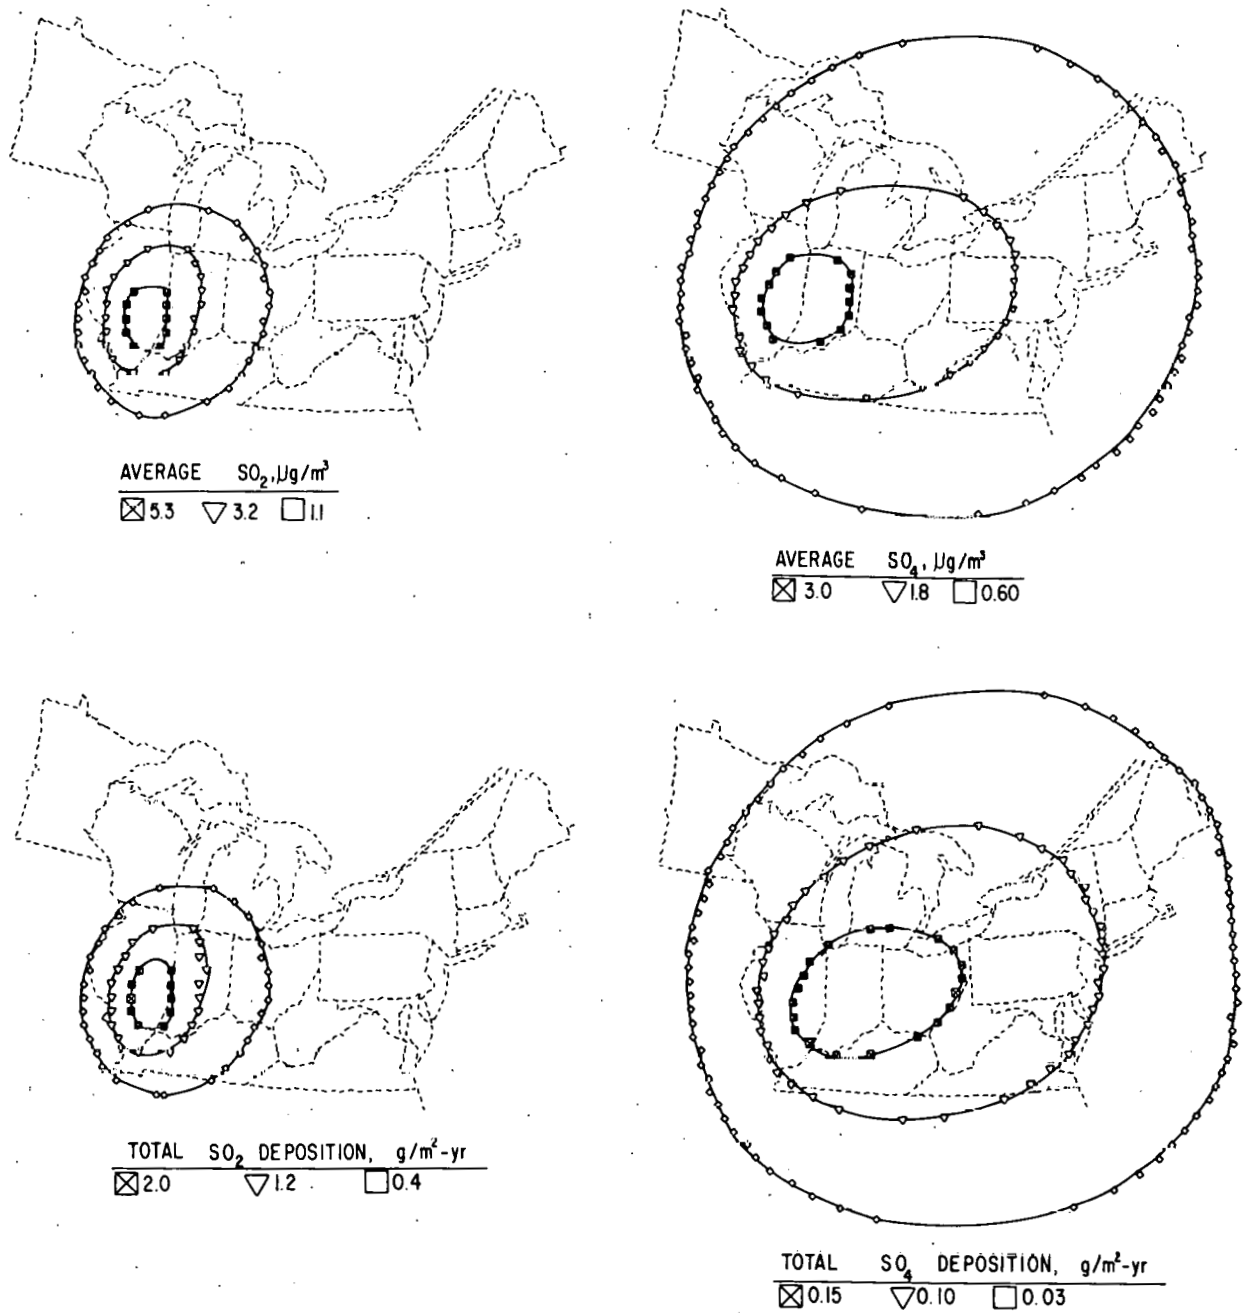 AVERAGE SO2, μg/m³
5.3 3.2 1.1
AVERAGE SO4, μg/m³
3.0 1.8 0.60
TOTAL SO2 DEPOSITION, g/m²-yr
2.0 1.2 0.4
TOTAL SO4 DEPOSITION, g/m²-yr
0.15 0.10 0.03